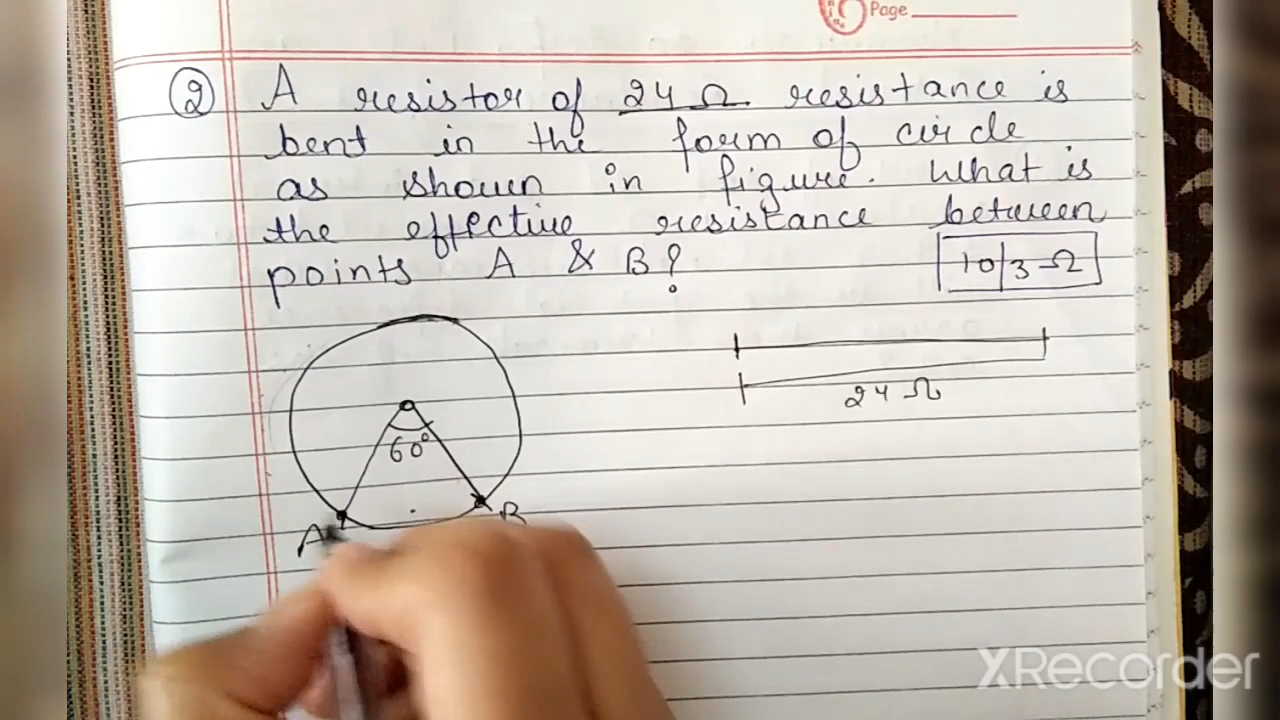 Page
② A resistor of 24 Ω resistance is
bent in the form of circle
as shown in figure. What is
the effective resistance between
points A & B?
10/3 Ω
24 Ω
60°
A
B
XRecorder